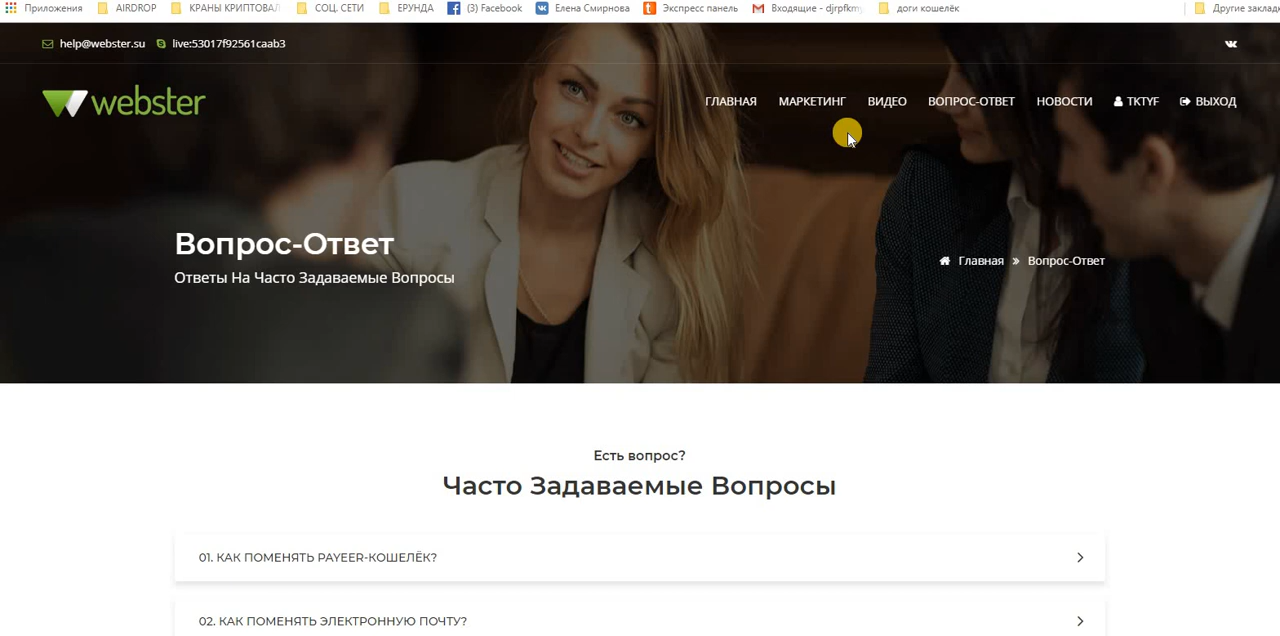 Приложения AIRDROP КРАНЫ КРИПТОВАЛ СОЦ. СЕТИ ЕРУНДА (3) Facebook Елена Смирнова Экспресс панель Входящие - djrpfkmy доги кошелёк Другие закладк
help@webster.su live:53017f92561caab3
webster
ГЛАВНАЯ МАРКЕТИНГ ВИДЕО ВОПРОС-ОТВЕТ НОВОСТИ TKTYF ВЫХОД
Вопрос-Ответ
Ответы На Часто Задаваемые Вопросы
Главная » Вопрос-Ответ
Есть вопрос?
Часто Задаваемые Вопросы
01. КАК ПОМЕНЯТЬ PAYEER-КОШЕЛЁК?
02. КАК ПОМЕНЯТЬ ЭЛЕКТРОННУЮ ПОЧТУ?